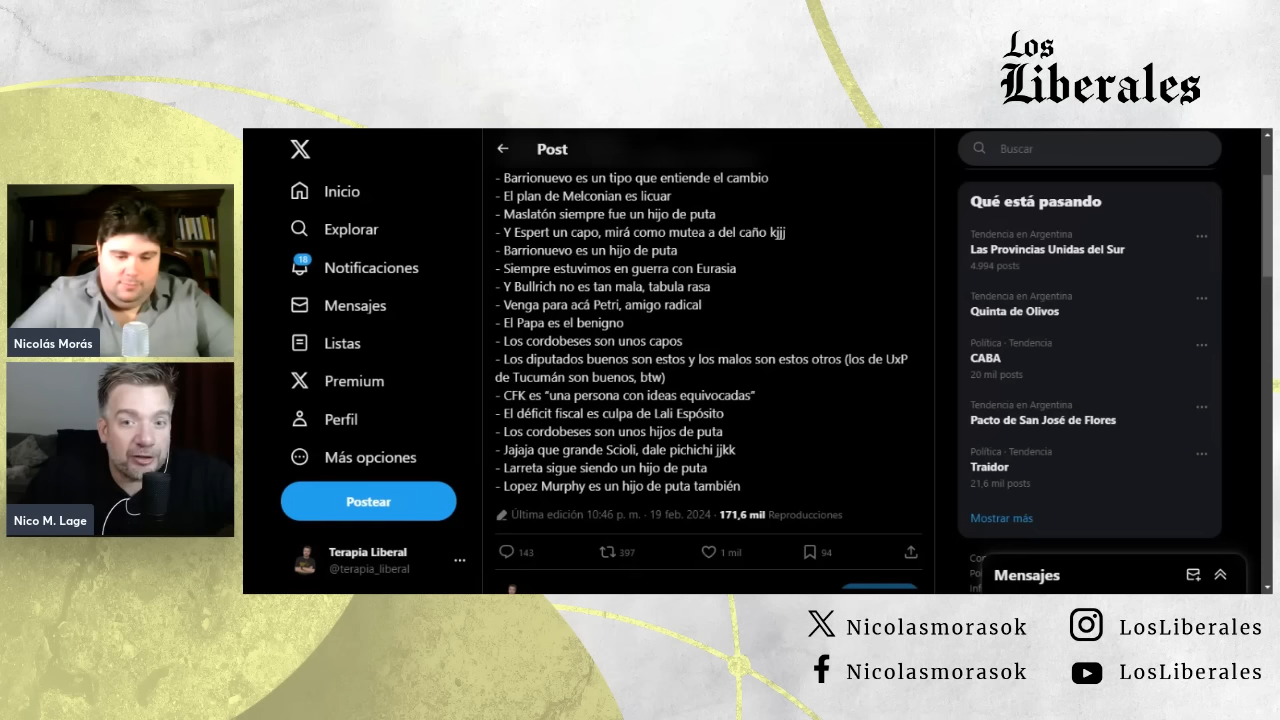 Los
Liberales
Post
Buscar
Inicio
Explorar
18
Notificaciones
Mensajes
Listas
Premium
Perfil
Más opciones
Postear
Terapia Liberal
@terapia_liberal
- Barrionuevo es un tipo que entiende el cambio
- El plan de Melconian es licuar
- Maslatón siempre fue un hijo de puta
- Y Espert un capo, mirá como mutea a del caño kjjj
- Barrionuevo es un hijo de puta
- Siempre estuvimos en guerra con Eurasia
- Y Bullrich no es tan mala, tabula rasa
- Venga para acá Petri, amigo radical
- El Papa es el benigno
- Los cordobeses son unos capos
- Los diputados buenos son estos y los malos son estos otros (los de UxP
de Tucumán son buenos, btw)
- CFK es "una persona con ideas equivocadas"
- El déficit fiscal es culpa de Lali Espósito
- Los cordobeses son unos hijos de puta
- Jajaja que grande Scioli, dale pichichi jjkk
- Larreta sigue siendo un hijo de puta
- Lopez Murphy es un hijo de puta también
Última edición 10:46 p. m. · 19 feb. 2024 · 171,6 mil Reproducciones
143 397 1 mil 94
Qué está pasando
Tendencia en Argentina
Las Provincias Unidas del Sur
4.994 posts
Tendencia en Argentina
Quinta de Olivos
Política · Tendencia
CABA
20 mil posts
Tendencia en Argentina
Pacto de San José de Flores
Política · Tendencia
Traidor
21,6 mil posts
Mostrar más
Mensajes
Nicolás Morás
Nico M. Lage
Nicolasmorasok
LosLiberales
Nicolasmorasok
LosLiberales